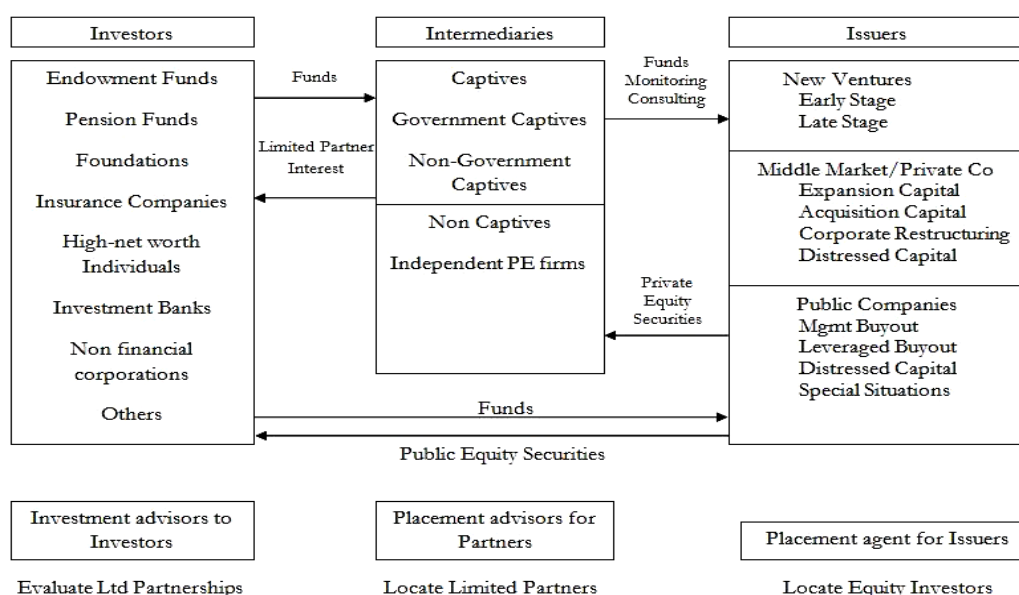 Investors
Intermediaries
Issuers
Endowment Funds
Pension Funds
Foundations
Insurance Companies
High-net worth
Individuals
Investment Banks
Non financial
corporations
Others
Funds
Limited Partner
Interest
Captives
Government Captives
Non-Government
Captives
Non Captives
Independent PE firms
Funds
Monitoring
Consulting
Private
Equity
Securities
New Ventures
Early Stage
Late Stage
Middle Market/Private Co
Expansion Capital
Acquisition Capital
Corporate Restructuring
Distressed Capital
Public Companies
Mgmt Buyout
Leveraged Buyout
Distressed Capital
Special Situations
Funds
Public Equity Securities
Investment advisors to
Investors
Placement advisors for
Partners
Placement agent for Issuers
Evaluate Ltd Partnerships
Locate Limited Partners
Locate Equity Investors